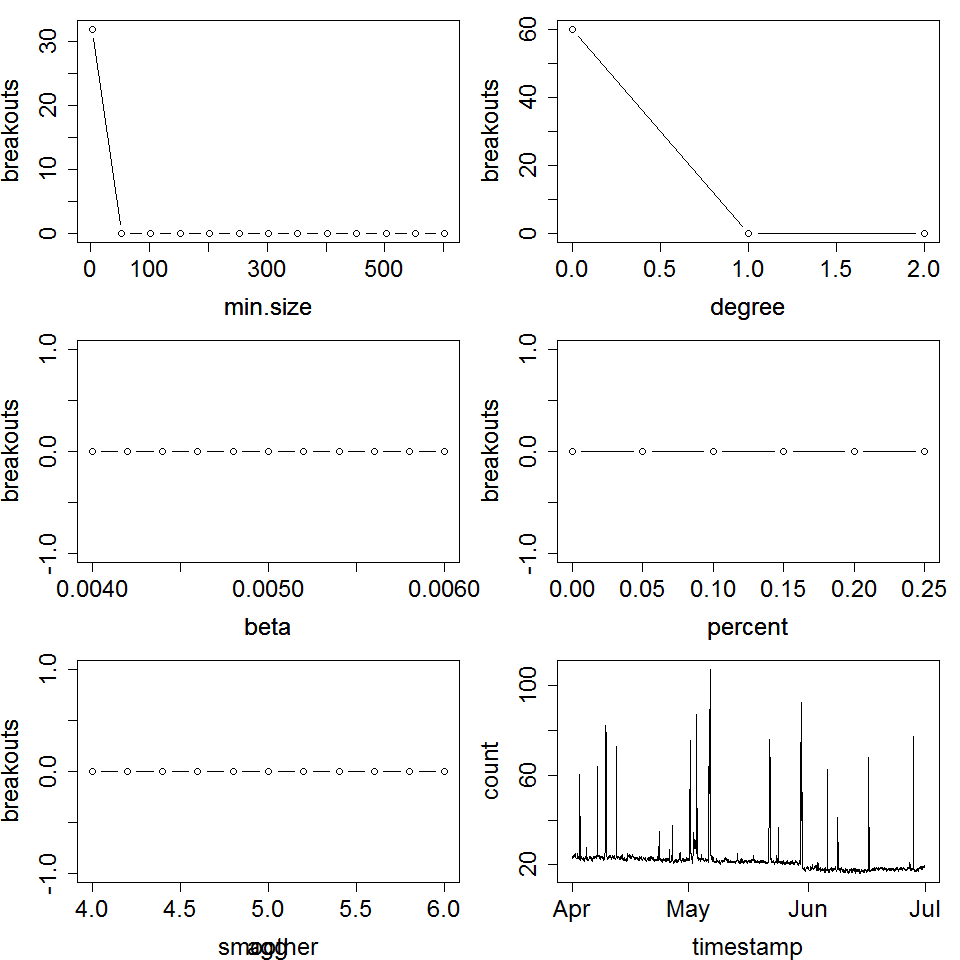 breakouts
0 10 20 30
0 100 300 500
min.size
breakouts
0 20 40 60
0.0 0.5 1.0 1.5 2.0
degree
breakouts
-1.0 0.0 1.0
0.0040 0.0050 0.0060
beta
breakouts
-1.0 0.0 1.0
0.00 0.05 0.10 0.15 0.20 0.25
percent
breakouts
-1.0 0.0 1.0
4.0 4.5 5.0 5.5 6.0
smoother
count
20 60 100
Apr May Jun Jul
timestamp